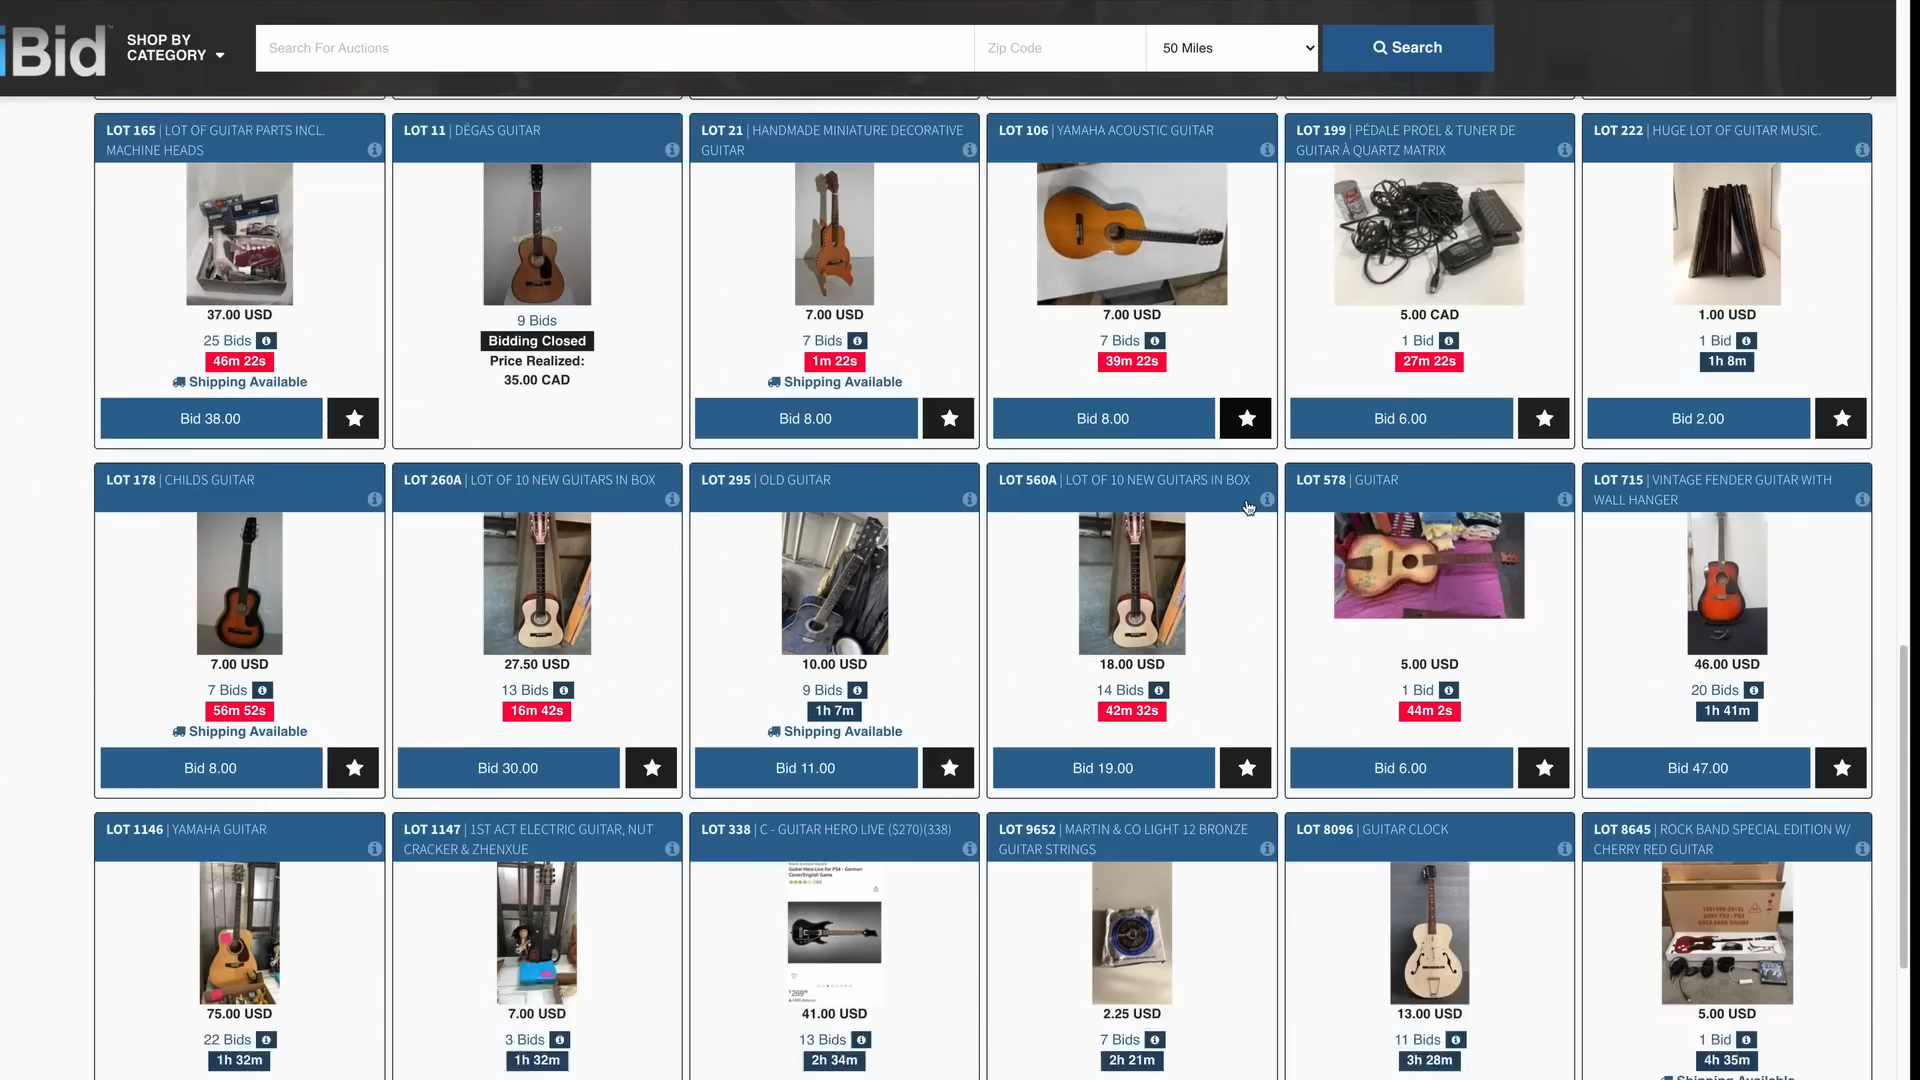 iBid
SHOP BY
CATEGORY
Search For Auctions
Zip Code
50 Miles
Search
LOT 165 | LOT OF GUITAR PARTS INCL.
MACHINE HEADS
37.00 USD
25 Bids
46m 22s
Shipping Available
Bid 38.00
LOT 11 | DÉGAS GUITAR
9 Bids
Bidding Closed
Price Realized:
35.00 CAD
LOT 21 | HANDMADE MINIATURE DECORATIVE
GUITAR
7.00 USD
7 Bids
1m 22s
Shipping Available
Bid 8.00
LOT 106 | YAMAHA ACOUSTIC GUITAR
7.00 USD
7 Bids
39m 22s
Bid 8.00
LOT 199 | PÉDALE PROEL & TUNER DE
GUITAR À QUARTZ MATRIX
5.00 CAD
1 Bid
27m 22s
Bid 6.00
LOT 222 | HUGE LOT OF GUITAR MUSIC.
1.00 USD
1 Bid
1h 8m
Bid 2.00
LOT 178 | CHILDS GUITAR
7.00 USD
7 Bids
56m 52s
Shipping Available
Bid 8.00
LOT 260A | LOT OF 10 NEW GUITARS IN BOX
27.50 USD
13 Bids
16m 42s
Bid 30.00
LOT 295 | OLD GUITAR
10.00 USD
9 Bids
1h 7m
Shipping Available
Bid 11.00
LOT 560A | LOT OF 10 NEW GUITARS IN BOX
18.00 USD
14 Bids
42m 32s
Bid 19.00
LOT 578 | GUITAR
5.00 USD
1 Bid
44m 2s
Bid 6.00
LOT 715 | VINTAGE FENDER GUITAR WITH
WALL HANGER
46.00 USD
20 Bids
1h 41m
Bid 47.00
LOT 1146 | YAMAHA GUITAR
75.00 USD
22 Bids
1h 32m
LOT 1147 | 1ST ACT ELECTRIC GUITAR, NUT
CRACKER & ZHENXUE
7.00 USD
3 Bids
1h 32m
LOT 338 | C - GUITAR HERO LIVE ($270)(338)
Guitar Hero Live for PS4 - German
Cover/English Game
41.00 USD
13 Bids
2h 34m
LOT 9652 | MARTIN & CO LIGHT 12 BRONZE
GUITAR STRINGS
2.25 USD
7 Bids
2h 21m
LOT 8096 | GUITAR CLOCK
13.00 USD
11 Bids
3h 28m
LOT 8645 | ROCK BAND SPECIAL EDITION W/
CHERRY RED GUITAR
5.00 USD
1 Bid
4h 35m
Shipping Available